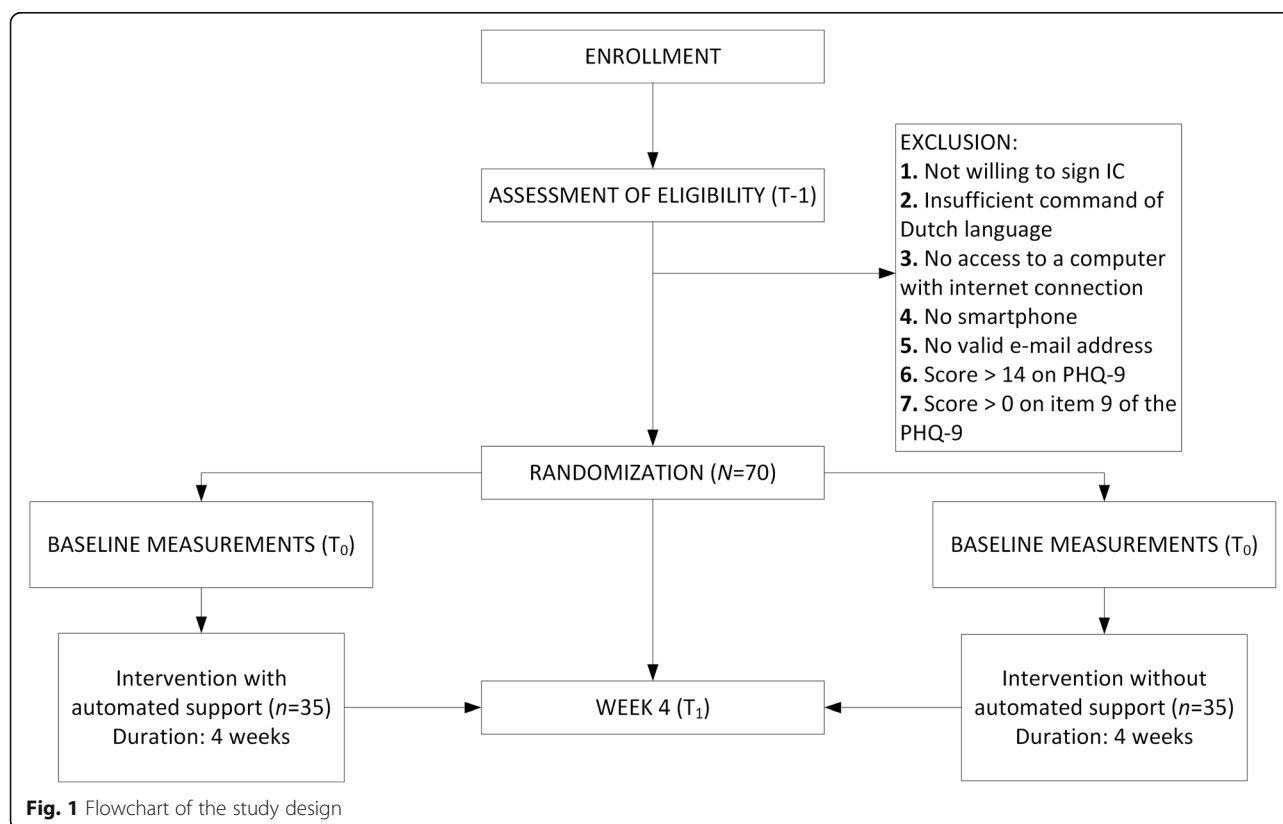 ENROLLMENT
ASSESSMENT OF ELIGIBILITY (T-1)
EXCLUSION:
1. Not willing to sign IC
2. Insufficient command of
Dutch language
3. No access to a computer
with internet connection
4. No smartphone
5. No valid e-mail address
6. Score > 14 on PHQ-9
7. Score > 0 on item 9 of the
PHQ-9
RANDOMIZATION (N=70)
BASELINE MEASUREMENTS (T0)
BASELINE MEASUREMENTS (T0)
Intervention with
automated support (n=35)
Duration: 4 weeks
WEEK 4 (T1)
Intervention without
automated support (n=35)
Duration: 4 weeks
Fig. 1 Flowchart of the study design